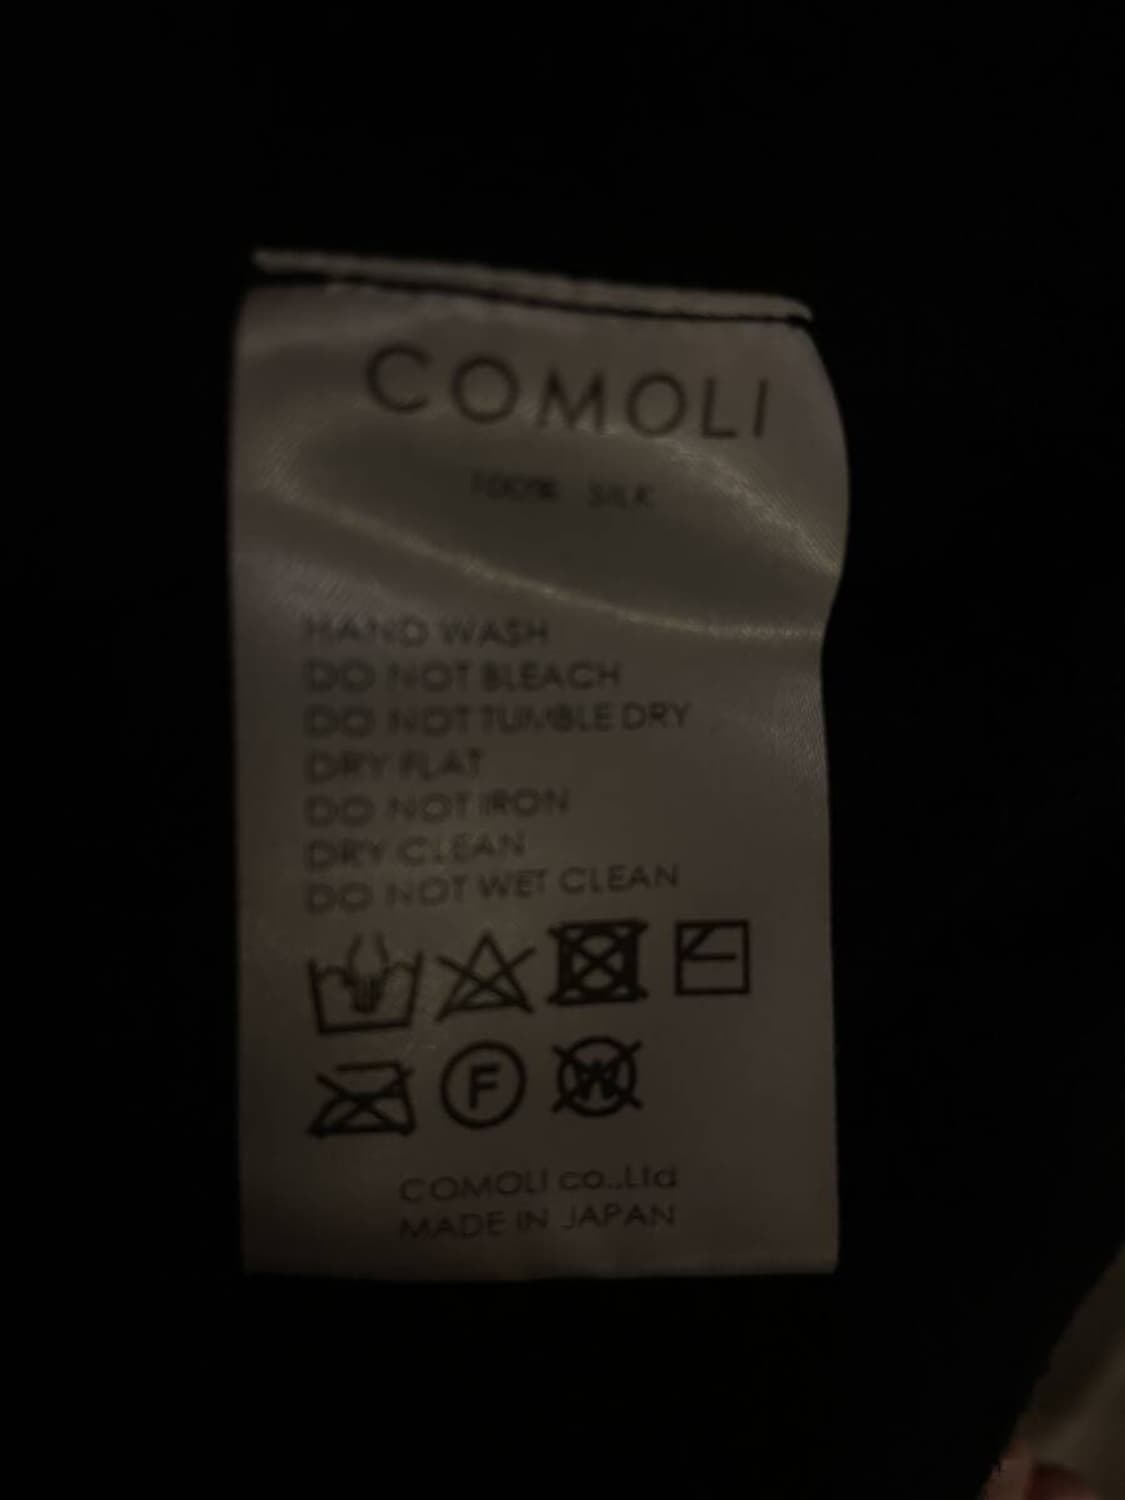 COMOLI
100% SILK
HAND WASH
DO NOT BLEACH
DO NOT TUMBLE DRY
DRY FLAT
DO NOT IRON
DRY CLEAN
DO NOT WET CLEAN
F W
COMOLI co.,Ltd
MADE IN JAPAN